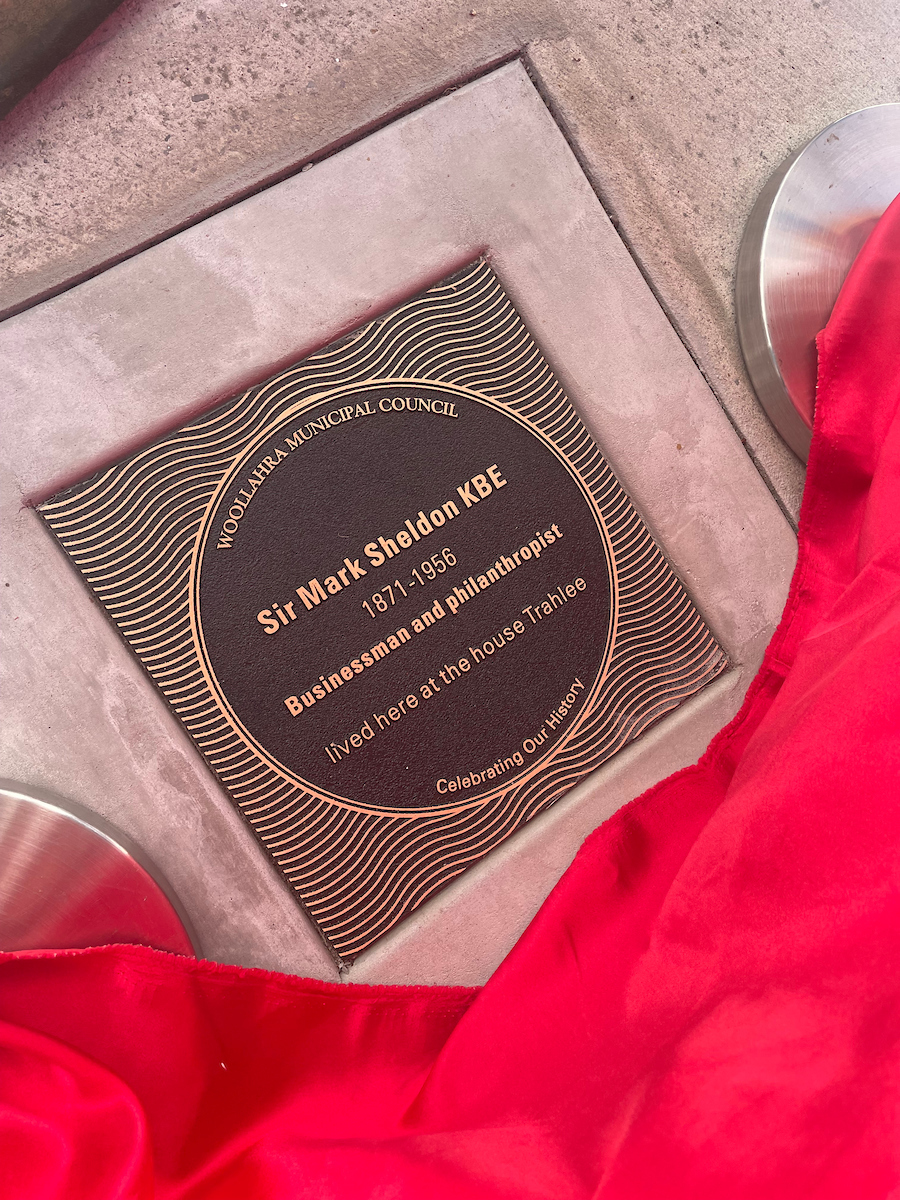 WOOLLAHRA MUNICIPAL COUNCIL
Sir Mark Sheldon KBE
1871-1956
Businessman and philanthropist
lived here at the house Trahlee
Celebrating Our History